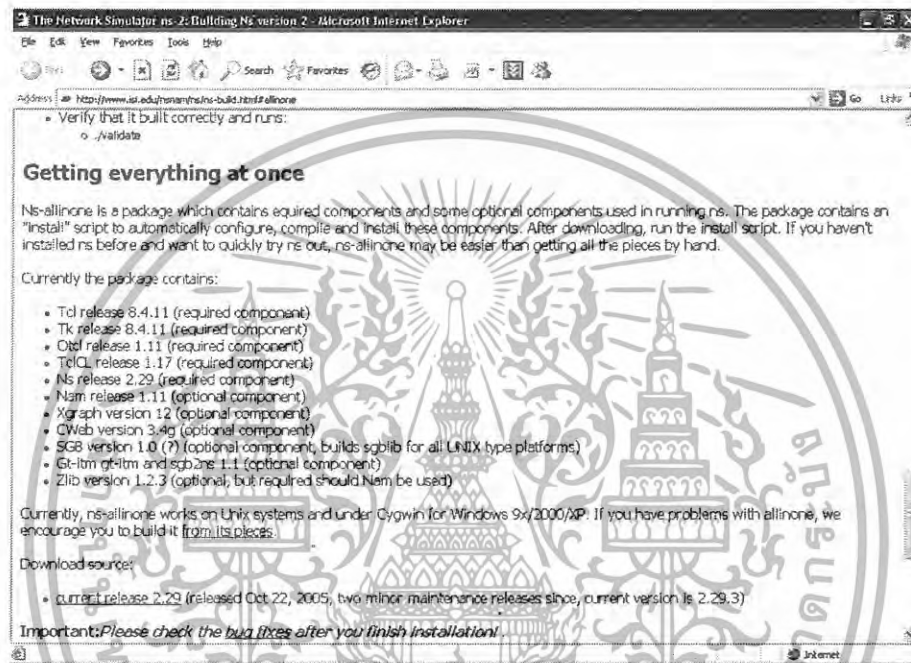 The Network Simulator ns-2: Building Ns version 2 - Microsoft Internet Explorer
File Edit View Favorites Tools Help
Search Favorites
Address http://www.isi.edu/nsnam/ns/ns-build.html#allinone Go Links
Verify that it built correctly and runs:
./validate
Getting everything at once
Ns-allinone is a package which contains equired components and some optional components used in running ns. The package contains an
"install" script to automatically configure, compile and install these components. After downloading, run the install script. If you haven't
installed ns before and want to quickly try ns out, ns-allinone may be easier than getting all the pieces by hand.
Currently the package contains:
Tcl release 8.4.11 (required component)
Tk release 8.4.11 (required component)
Otcl release 1.11 (required component)
TclCL release 1.17 (required component)
Ns release 2.29 (required component)
Nam release 1.11 (optional component)
Xgraph version 12 (optional component)
CWeb version 3.4g (optional component)
SGB version 1.0 (?) (optional component, builds sgblib for all UNIX type platforms)
Gt-itm gt-itm and sgb2ns 1.1 (optional component)
Zlib version 1.2.3 (optional, but required should Nam be used)
Currently, ns-allinone works on Unix systems and under Cygwin for Windows 9x/2000/XP. If you have problems with allinone, we
encourage you to build it from its pieces.
Download source:
current release 2.29 (released Oct 22, 2005, two minor maintenance releases since, current version is 2.29.3)
Important:Please check the bug fixes after you finish installation!
Internet